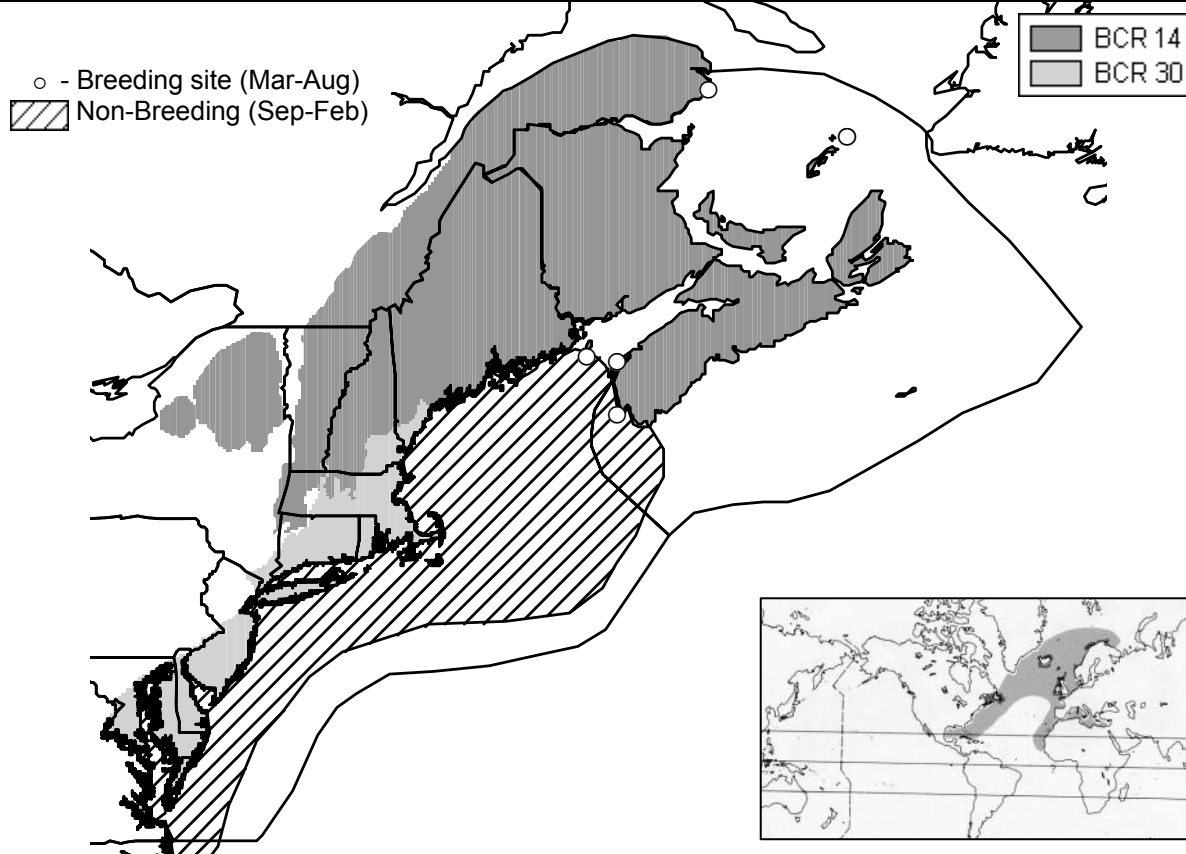 ○ - Breeding site (Mar-Aug)
Non-Breeding (Sep-Feb)
BCR 14
BCR 30